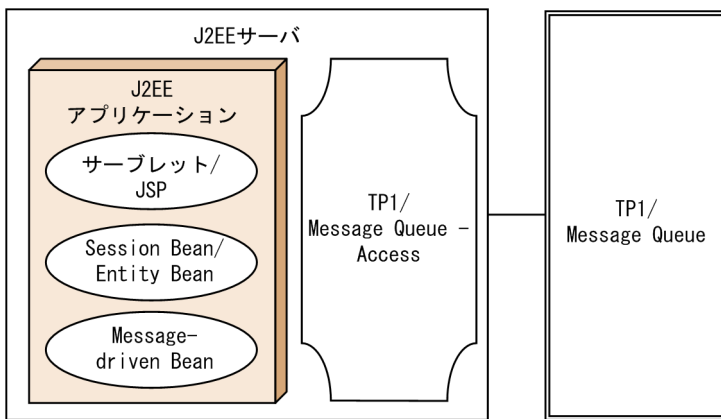 J2EEサーバ
J2EE
アプリケーション
サーブレット/
JSP
Session Bean/
Entity Bean
Message-
driven Bean
TP1/
Message Queue -
Access
TP1/
Message Queue